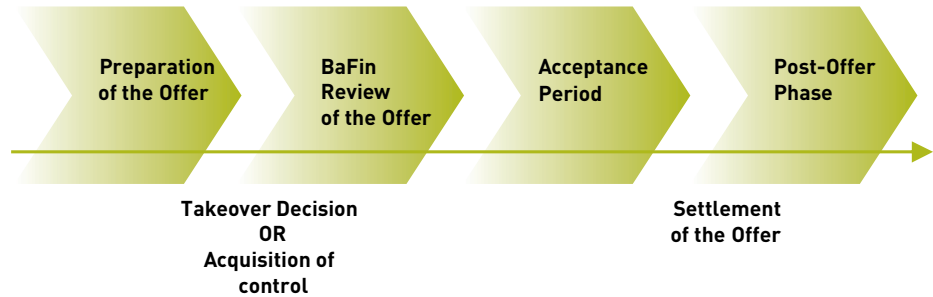 Preparation
of the Offer
BaFin
Review
of the Offer
Acceptance
Period
Post-Offer
Phase
Takeover Decision
OR
Acquisition of
control
Settlement
of the Offer